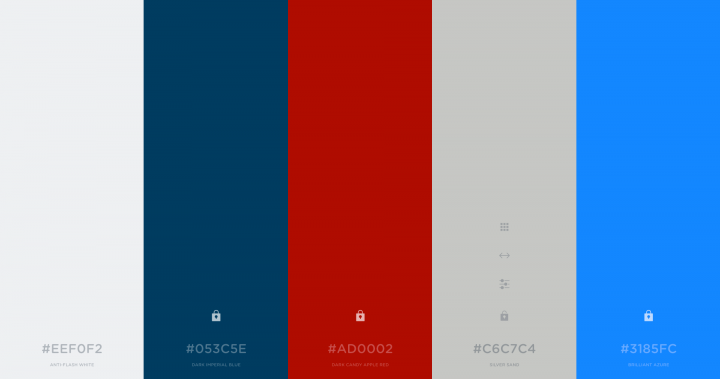 #EEF0F2
ANTI-FLASH WHITE
#053C5E
DARK IMPERIAL BLUE
#AD0002
DARK CANDY APPLE RED
#C6C7C4
SILVER SAND
#3185FC
BRILLIANT AZURE